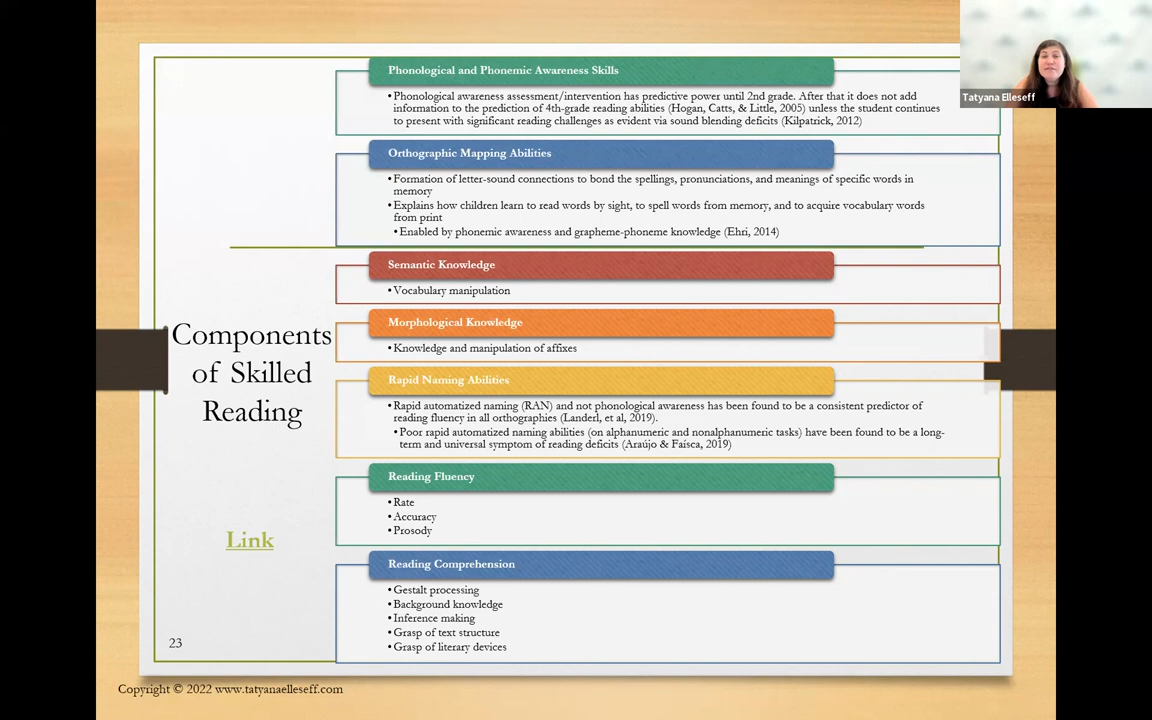 Tatyana Elleseff
Phonological and Phonemic Awareness Skills
•Phonological awareness assessment/intervention has predictive power until 2nd grade. After that it does not add
information to the prediction of 4th-grade reading abilities (Hogan, Catts, & Little, 2005) unless the student continues
to present with significant reading challenges as evident via sound blending deficits (Kilpatrick, 2012)
Orthographic Mapping Abilities
•Formation of letter-sound connections to bond the spellings, pronunciations, and meanings of specific words in
memory
•Explains how children learn to read words by sight, to spell words from memory, and to acquire vocabulary words
from print
•Enabled by phonemic awareness and grapheme-phoneme knowledge (Ehri, 2014)
Semantic Knowledge
•Vocabulary manipulation
Morphological Knowledge
•Knowledge and manipulation of affixes
Rapid Naming Abilities
•Rapid automatized naming (RAN) and not phonological awareness has been found to be a consistent predictor of
reading fluency in all orthographies (Landerl, et al, 2019).
•Poor rapid automatized naming abilities (on alphanumeric and nonalphanumeric tasks) have been found to be a long-
term and universal symptom of reading deficits (Araújo & Faísca, 2019)
Reading Fluency
•Rate
•Accuracy
•Prosody
Reading Comprehension
•Gestalt processing
•Background knowledge
•Inference making
•Grasp of text structure
•Grasp of literary devices
Components
of Skilled
Reading
Link
23
Copyright © 2022 www.tatyanaelleseff.com